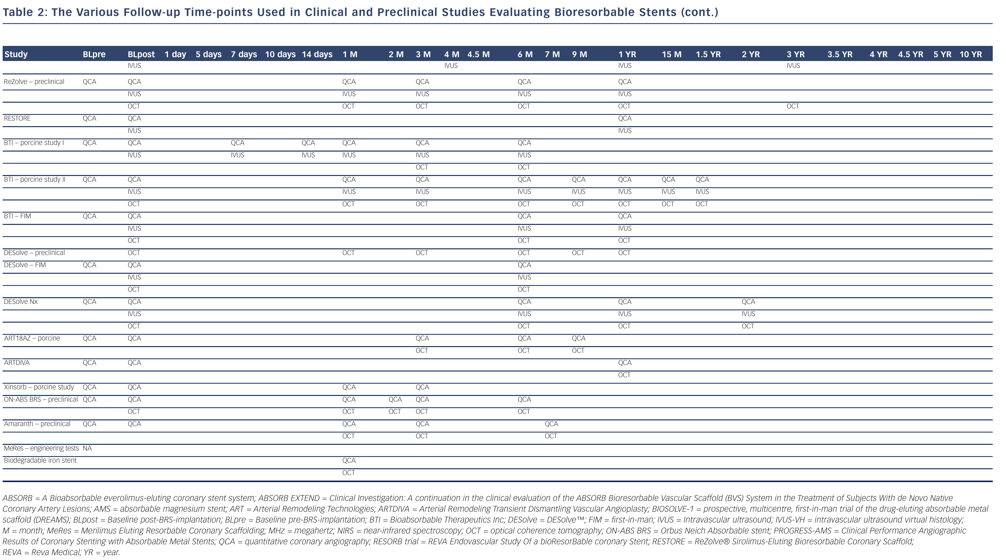 Table 2: The Various Follow-up Time-points Used in Clinical and Preclinical Studies Evaluating Bioresorbable Stents (cont.)
Study BLpre BLpost 1 day 5 days 7 days 10 days 14 days 1 M 2 M 3 M 4 M 4.5 M 6 M 7 M 9 M 1 YR 15 M 1.5 YR 2 YR 3 YR 3.5 YR 4 YR 4.5 YR 5 YR 10 YR
IVUS IVUS IVUS IVUS
ReZolve – preclinical QCA QCA QCA QCA QCA QCA
IVUS IVUS IVUS IVUS IVUS
OCT OCT OCT OCT OCT OCT
RESTORE QCA QCA QCA
IVUS IVUS
BTI – porcine study I QCA QCA QCA QCA QCA QCA QCA
IVUS IVUS IVUS IVUS IVUS IVUS
OCT OCT
BTI – porcine study II QCA QCA QCA QCA QCA QCA QCA QCA QCA
IVUS IVUS IVUS IVUS IVUS IVUS IVUS IVUS
OCT OCT OCT OCT OCT OCT OCT OCT
BTI – FIM QCA QCA QCA QCA
IVUS IVUS IVUS
OCT OCT OCT
DESolve – preclinical OCT OCT OCT OCT OCT OCT
DESolve – FIM QCA QCA QCA
IVUS IVUS
OCT OCT
DESolve Nx QCA QCA QCA QCA QCA
IVUS IVUS IVUS IVUS
OCT OCT OCT OCT
ART18AZ – porcine QCA QCA QCA QCA QCA
OCT OCT OCT
ARTDIVA QCA QCA QCA
OCT
Xinsorb – porcine study QCA QCA QCA QCA
ON-ABS BRS – preclinical QCA QCA QCA QCA QCA QCA
OCT OCT OCT OCT OCT
Amaranth – preclinical QCA QCA QCA QCA QCA
OCT OCT OCT
MeRes – engineering tests NA
Biodegradable iron stent QCA
OCT
ABSORB = A Bioabsorbable everolimus-eluting coronary stent system; ABSORB EXTEND = Clinical Investigation: A continuation in the clinical evaluation of the ABSORB Bioresorbable Vascular Scaffold (BVS) System in the Treatment of Subjects With de Novo Native
Coronary Artery Lesions; AMS = absorbable magnesium stent; ART = Arterial Remodeling Technologies; ARTDIVA = Arterial Remodeling Transient DIsmantling Vascular Angioplasty; BIOSOLVE-1 = prospective, multicentre, first-in-man trial of the drug-eluting absorbable metal
scaffold (DREAMS); BLpost = Baseline post-BRS-implantation; BLpre = Baseline pre-BRS-implantation; BTI = Bioabsorbable Therapeutics Inc; DESolve = DESolve™; FIM = first-in-man; IVUS = Intravascular ultrasound; IVUS-VH = intravascular ultrasound virtual histology;
M = month; MeRes = Merilimus Eluting Resorbable Coronary Scaffolding; MHz = megahertz; NIRS = near-infrared spectroscopy; OCT = optical coherence tomography; ON-ABS BRS = Orbus Neich Absorbable stent; PROGRESS-AMS = Clinical Performance Angiographic
Results of Coronary Stenting with Absorbable Metal Stents; QCA = quantitative coronary angiography; RESORB trial = REVA Endovascular Study Of a bioResorBable coronary Stent; RESTORE = ReZolve® Sirolimus-Eluting Bioresorbable Coronary Scaffold;
REVA = Reva Medical; YR = year.